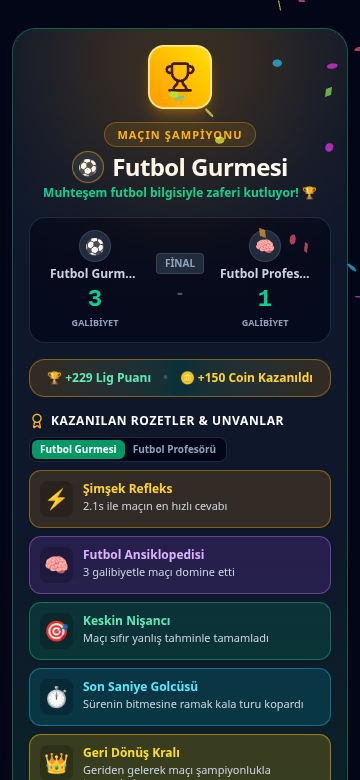 MAÇIN ŞAMPİYONU
Futbol Gurmesi
Muhteşem futbol bilgisiyle zaferi kutluyor! 🏆
FİNAL
Futbol Gurm...
Futbol Profes...
3
-
1
GALİBİYET
GALİBİYET
🏆 +229 Lig Puanı • 🪙 +150 Coin Kazanıldı
KAZANILAN ROZETLER & UNVANLAR
Futbol Gurmesi Futbol Profesörü
Şimşek Refleks
2.1s ile maçın en hızlı cevabı
Futbol Ansiklopedisi
3 galibiyetle maçı domine etti
Keskin Nişancı
Maçı sıfır yanlış tahminle tamamladı
Son Saniye Golcüsü
Sürenin bitmesine ramak kala turu kopardı
Geri Dönüş Kralı
Geriden gelerek maçı şampiyonlukla